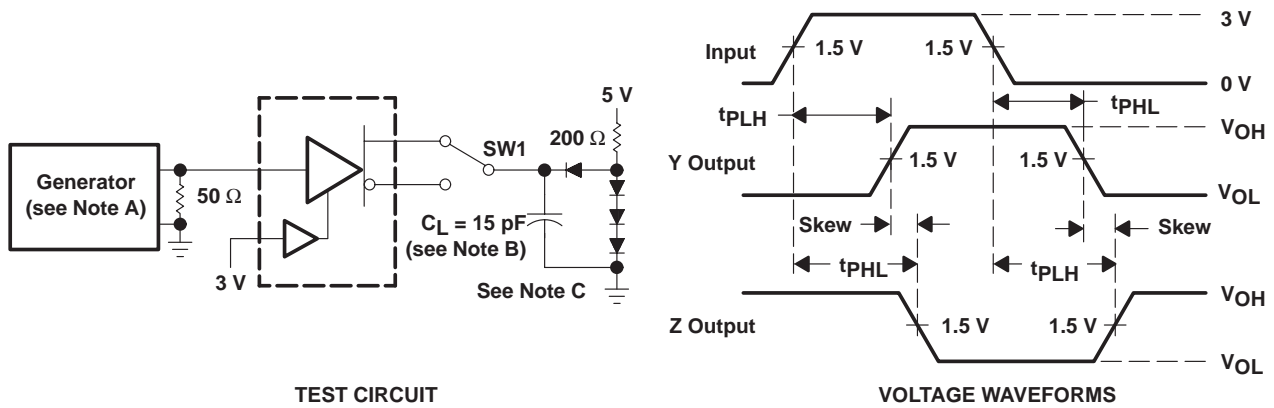 Generator
(see Note A)
50 Ω
3 V
SW1
CL = 15 pF
(see Note B)
See Note C
200 Ω
5 V
TEST CIRCUIT
Input
1.5 V
1.5 V
3 V
0 V
tPLH
tPHL
Y Output
1.5 V
1.5 V
VOH
VOL
Skew
Skew
tPHL
tPLH
Z Output
1.5 V
1.5 V
VOH
VOL
VOLTAGE WAVEFORMS